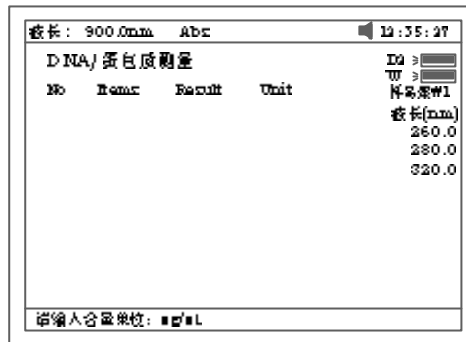 波长: 900.0nm Abs 12:35:27
DNA/蛋白质测量
D2
W
No Items Result Unit
样品架#1
波长(nm)
260.0
280.0
320.0
请输入含量单位: mg/mL